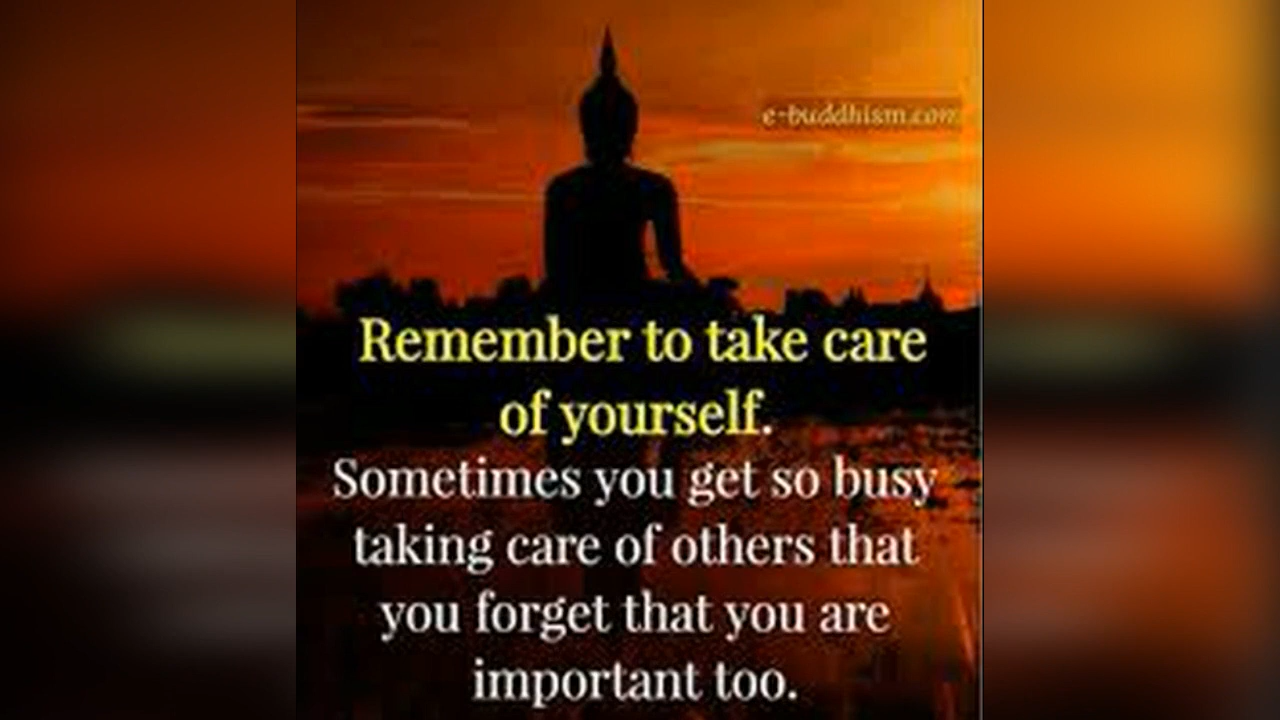 e-buddhism.com
Remember to take care
of yourself.
Sometimes you get so busy
taking care of others that
you forget that you are
important too.